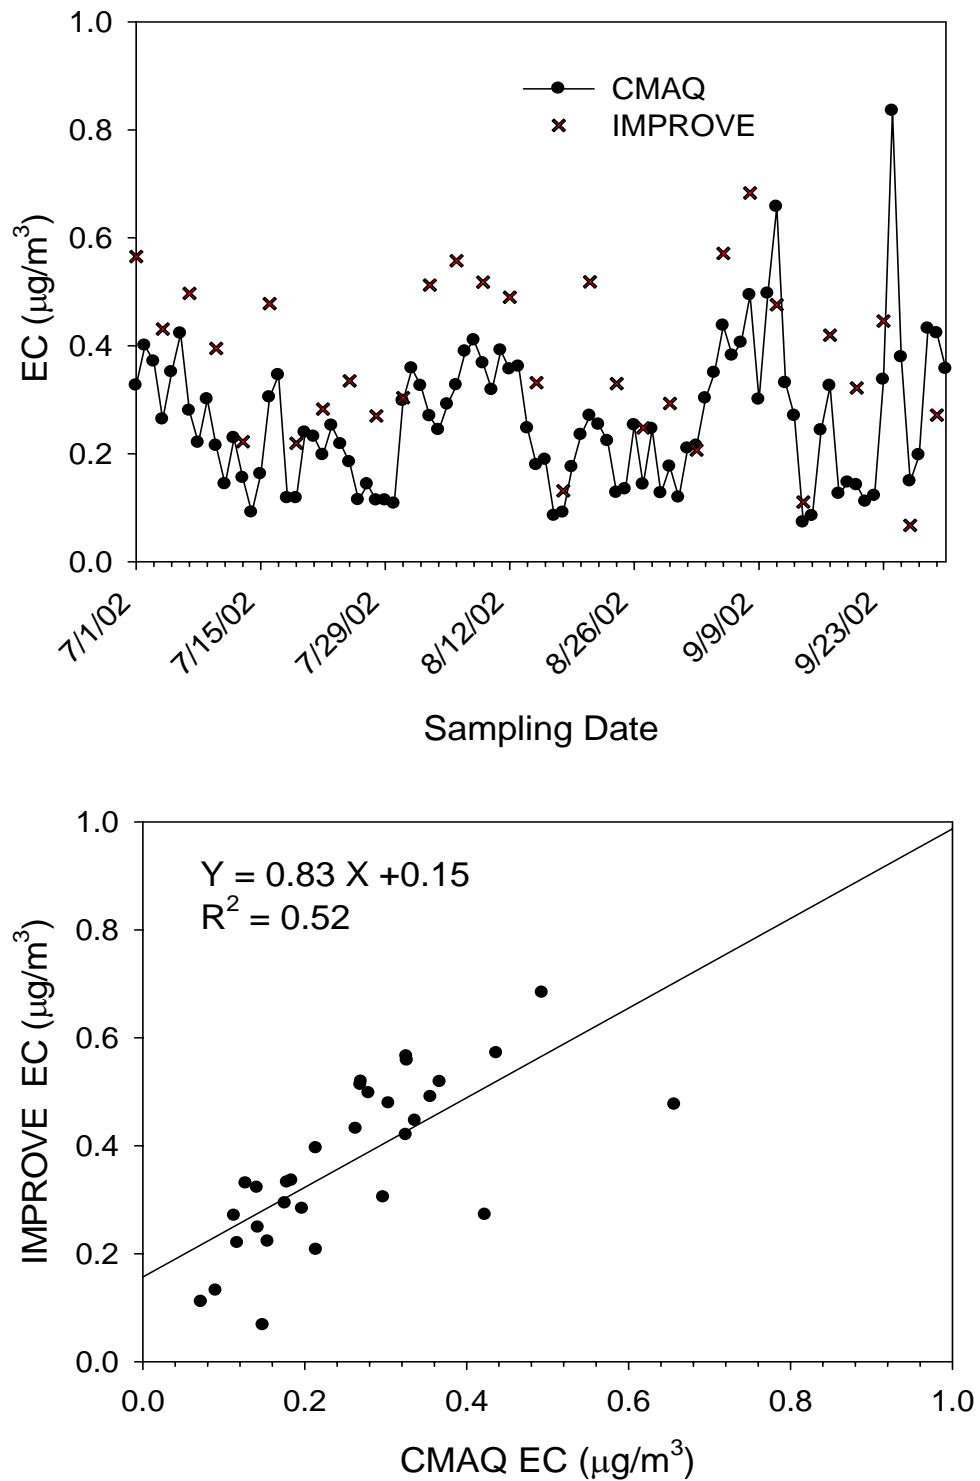 1.0
CMAQ
IMPROVE
0.8
0.6
EC (μg/m³)
0.4
0.2
0.0
7/1/02
7/15/02
7/29/02
8/12/02
8/26/02
9/9/02
9/23/02
Sampling Date
1.0
Y = 0.83 X +0.15
R² = 0.52
0.8
0.6
IMPROVE EC (μg/m³)
0.4
0.2
0.0
0.0 0.2 0.4 0.6 0.8 1.0
CMAQ EC (μg/m³)